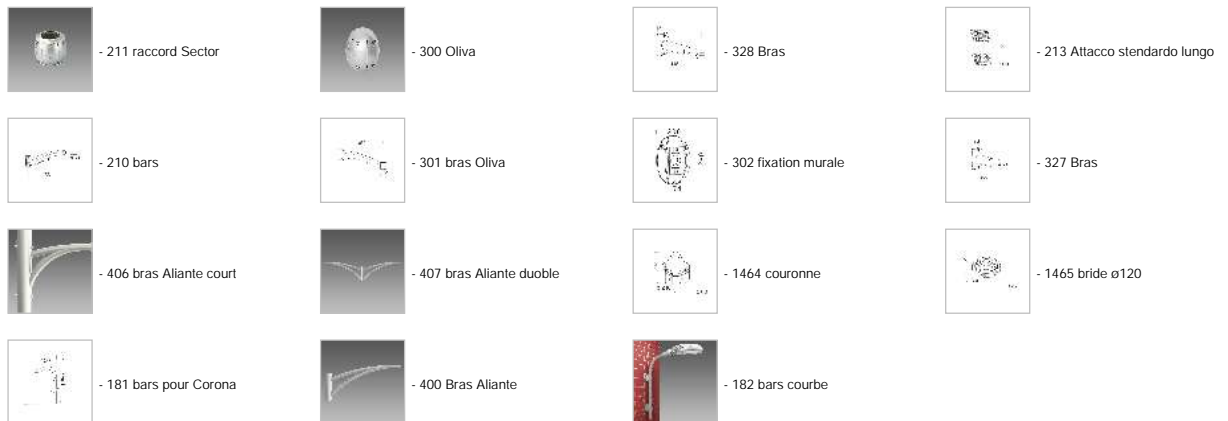 - 211 raccord Sector
- 300 Oliva
- 328 Bras
- 213 Attacco stendardo lungo
- 210 bars
- 301 bras Oliva
- 302 fixation murale
- 327 Bras
- 406 bras Aliante court
- 407 bras Aliante duoble
- 1464 couronne
- 1465 bride ø120
- 181 bars pour Corona
- 400 Bras Aliante
- 182 bars courbe